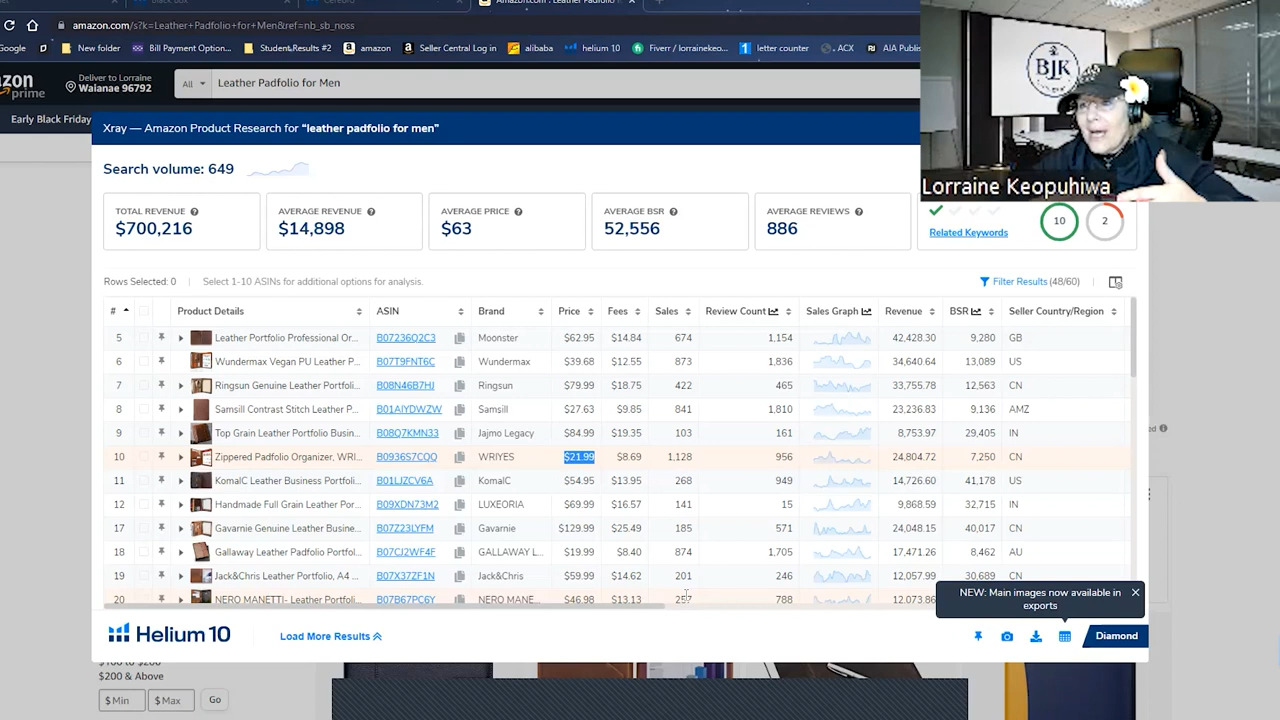 amazon.com/s?k=Leather+Padfolio+for+Men&ref=nb_sb_noss
Google New folder Bill Payment Option... Student Results #2 amazon Seller Central Log in alibaba helium 10 Fiverr / lorrainekeo... letter counter ACX AIA Publi
BJK
zon prime Deliver to Lorraine
Waianae 96792
All Leather Padfolio for Men
Early Black Friday
Xray — Amazon Product Research for "leather padfolio for men"
Lorraine Keopuhiwa
Search volume: 649
TOTAL REVENUE AVERAGE REVENUE AVERAGE PRICE AVERAGE BSR AVERAGE REVIEWS
$700,216 $14,898 $63 52,556 886
10 2
Related Keywords
Rows Selected: 0 Select 1-10 ASINs for additional options for analysis. Filter Results (48/60)
# Product Details ASIN Brand Price Fees Sales Review Count Sales Graph Revenue BSR Seller Country/Region
5 Leather Portfolio Professional Or... B07236Q2C3 Moonster $62.95 $14.84 674 1,154 42,428.30 9,280 GB
6 Wundermax Vegan PU Leather P... B07T9FNT6C Wundermax $39.68 $12.55 873 1,836 34,640.64 13,089 US
7 Ringsun Genuine Leather Portfoli... B08N46B7HJ Ringsun $79.99 $18.75 422 465 33,755.78 12,563 CN
8 Samsill Contrast Stitch Leather P... B01AIYDWZW Samsill $27.63 $9.85 841 1,810 23,236.83 9,136 AMZ
9 Top Grain Leather Portfolio Busin... B08Q7KMN33 Jajmo Legacy $84.99 $19.35 103 161 8,753.97 29,405 IN
10 Zippered Padfolio Organizer, WRI... B0936S7CQQ WRIYES $21.99 $8.69 1,128 956 24,804.72 7,250 CN
11 KomalC Leather Business Portfol... B01LJZCV6A KomalC $54.95 $13.95 268 949 14,726.60 41,178 US
12 Handmade Full Grain Leather Por... B09XDN73M2 LUXEORIA $69.99 $16.57 141 15 9,868.59 32,715 IN
17 Gavarnie Genuine Leather Busine... B07Z23LYFM Gavarnie $129.99 $25.49 185 571 24,048.15 40,017 CN
18 Gallaway Leather Padfolio Portfol... B07CJ2WF4F GALLAWAY L... $19.99 $8.40 874 1,705 17,471.26 8,462 AU
19 Jack&Chris Leather Portfolio, A4 ... B07X37ZF1N Jack&Chris $59.99 $14.62 201 246 12,057.99 30,689 CN
20 NERO MANETTI- Leather Portfoli... B07B67PC6Y NERO MANE... $46.98 $13.13 257 788 12,073.86
NEW: Main images now available in
exports
Helium 10 Load More Results Diamond
$200 & Above
$ Min $ Max Go